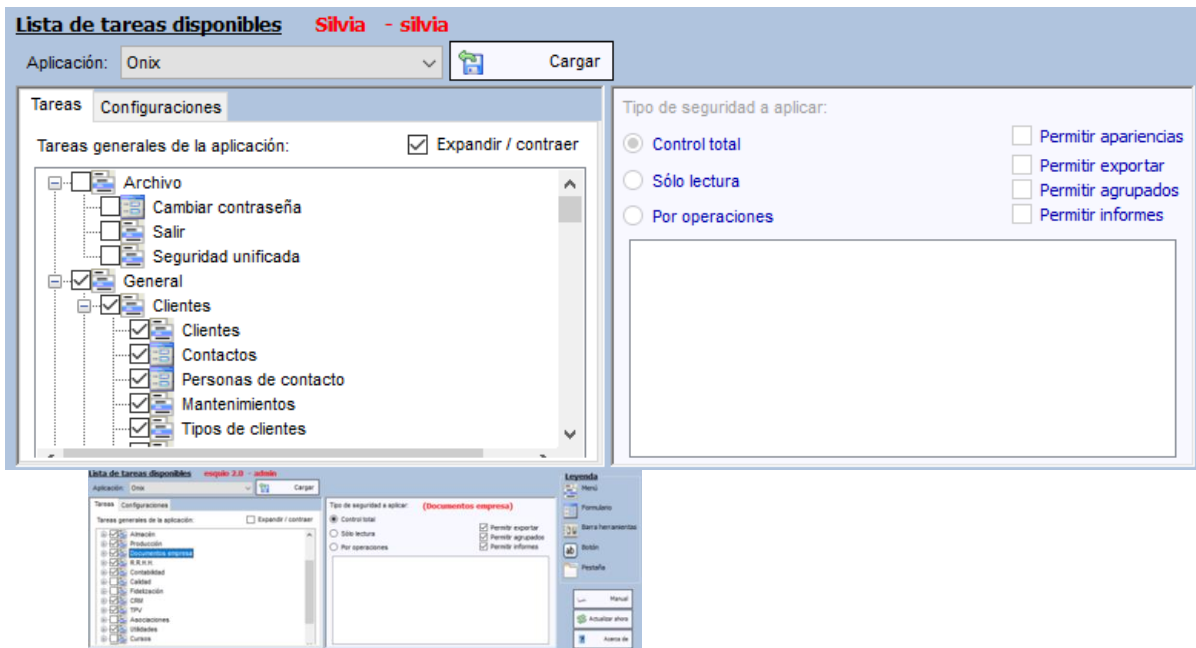 Lista de tareas disponibles Silvia - silvia
Aplicación: Onix Cargar
Tareas Configuraciones
Tareas generales de la aplicación: Expandir / contraer
Archivo
Cambiar contraseña
Salir
Seguridad unificada
General
Clientes
Clientes
Contactos
Personas de contacto
Mantenimientos
Tipos de clientes
Tipo de seguridad a aplicar:
Control total
Sólo lectura
Por operaciones
Permitir apariencias
Permitir exportar
Permitir agrupados
Permitir informes
Lista de tareas disponibles esquio 2.0 - admin
Aplicación: Onix Cargar
Tareas Configuraciones
Tareas generales de la aplicación: Expandir / contraer
Almacén
Producción
Documentos empresa
R.R.H.H.
Contabilidad
Calidad
Fidelización
CRM
TPV
Asociaciones
Utilidades
Cursos
Tipo de seguridad a aplicar: (Documentos empresa)
Control total
Sólo lectura
Por operaciones
Permitir exportar
Permitir agrupados
Permitir informes
Leyenda
Menú
Formulario
Barra herramientas
ab Botón
Pestaña
Manual
Actualizar ahora
Acerca de